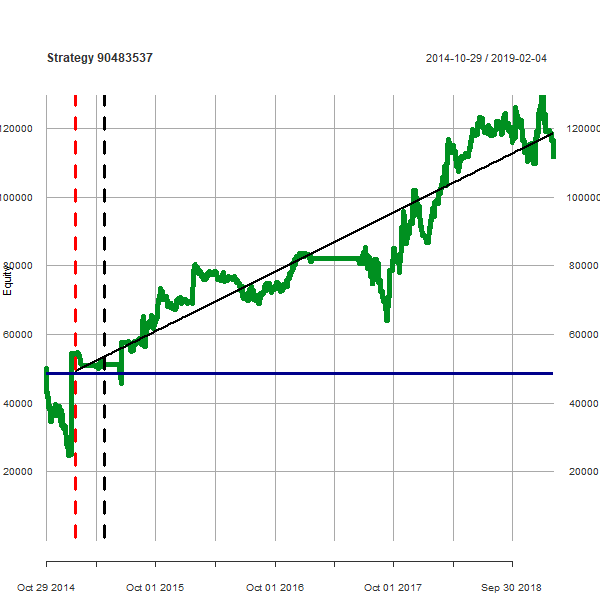 Strategy 90483537
2014-10-29 / 2019-02-04
120000
120000
100000
100000
80000
80000
Equity
60000
60000
40000
40000
20000
20000
Oct 29 2014
Oct 01 2015
Oct 01 2016
Oct 01 2017
Sep 30 2018